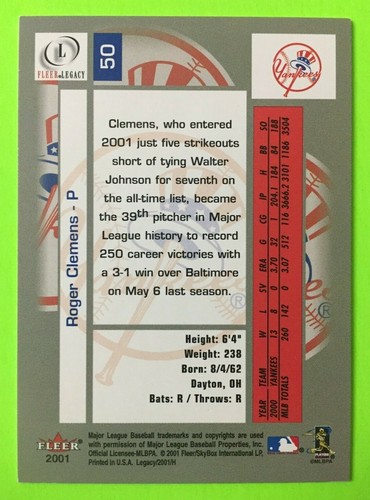 L
FLEER LEGACY
50
Yankees
Roger Clemens - P
Clemens, who entered
2001 just five strikeouts
short of tying Walter
Johnson for seventh on
the all-time list, became
the 39th pitcher in Major
League history to record
250 career victories with
a 3-1 win over Baltimore
on May 6 last season.
Height: 6'4"
Weight: 238
Born: 8/4/62
Dayton, OH
Bats: R / Throws: R
YEAR TEAM W L SV ERA G CG IP H BB SO
2000 YANKEES 13 8 0 3.70 32 1 204.1 184 84 188
MLB TOTALS 260 142 0 3.07 512 116 3666.2 3101 1186 3504
FLEER
2001
Major League Baseball trademarks and copyrights are used
with permission of Major League Baseball Properties, Inc.
Official Licensee-MLBPA. © 2001 Fleer/SkyBox International LP,
Printed in U.S.A. Legacy/2001/H
©MLBPA